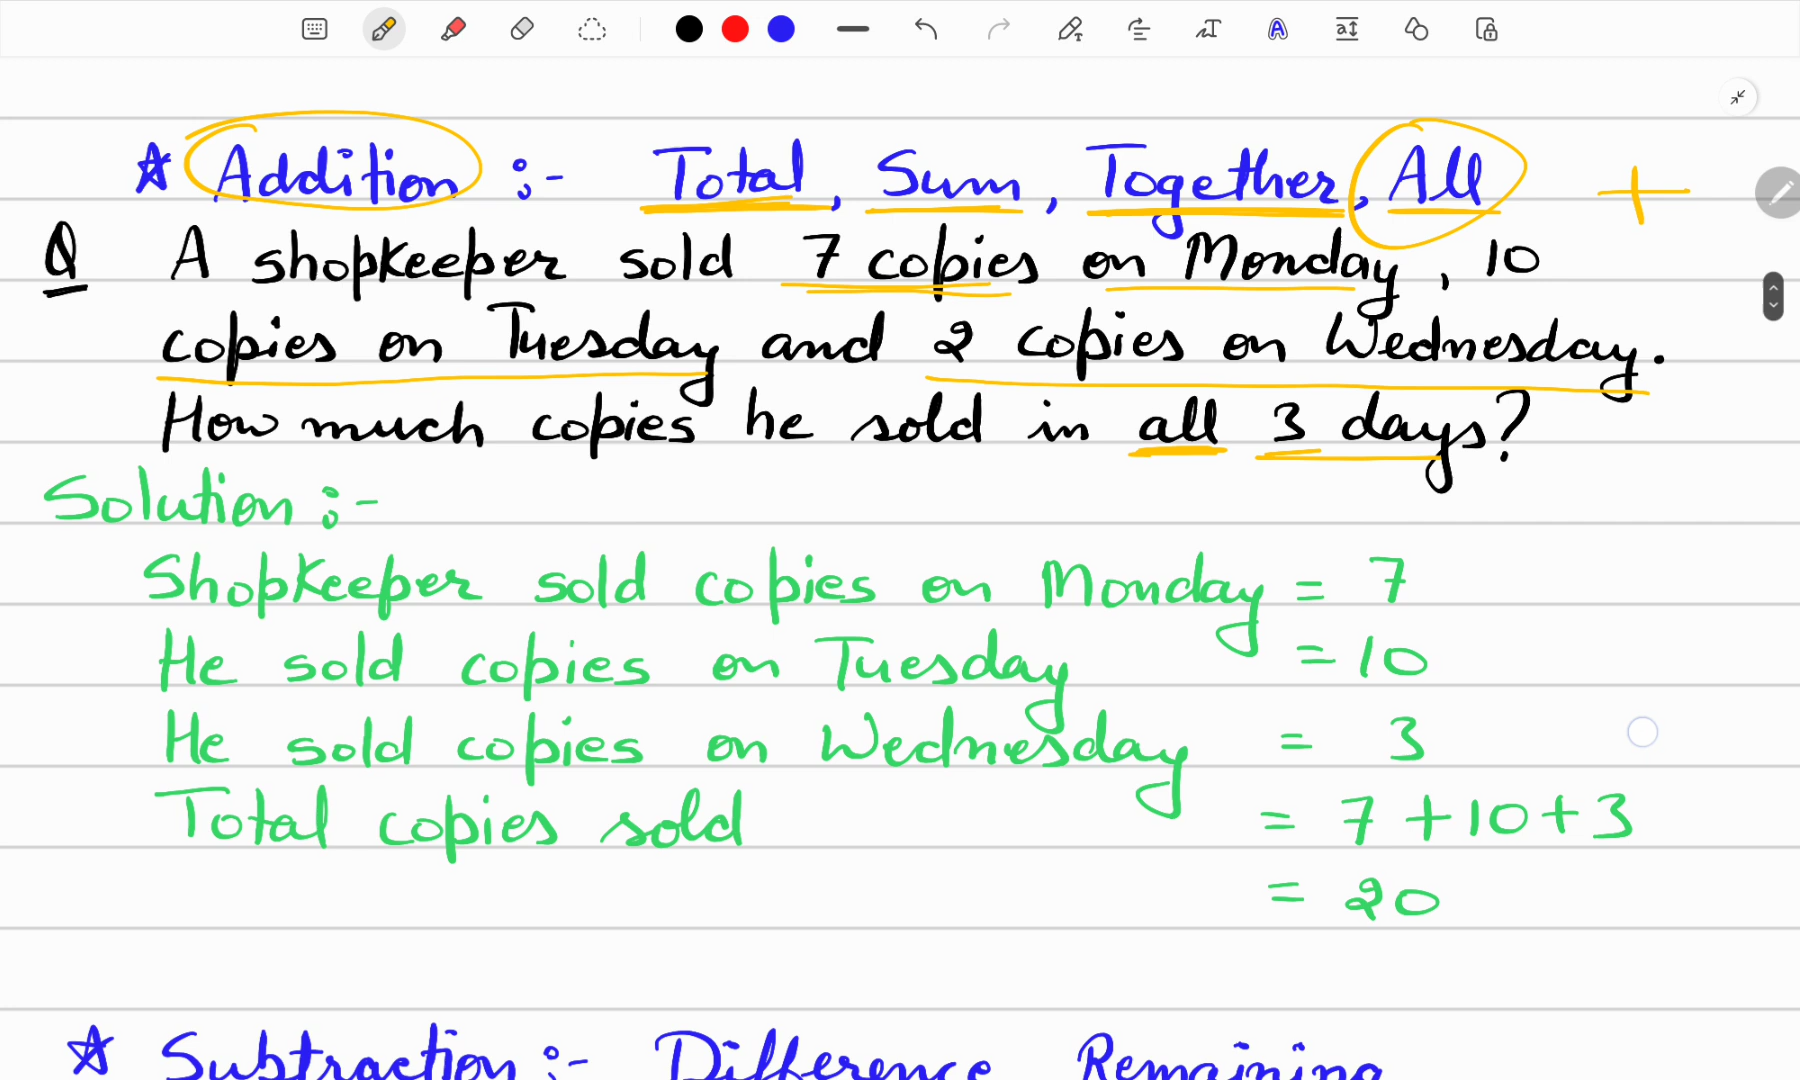 ☆ Addition :- Total, Sum, Together, All +
Q A shopkeeper sold 7 copies on Monday, 10
copies on Tuesday and 2 copies on Wednesday.
How much copies he sold in all 3 days?
Solution :-
Shopkeeper sold copies on Monday = 7
He sold copies on Tuesday = 10
He sold copies on Wednesday = 3
Total copies sold = 7 + 10 + 3
= 20
☆ Subtraction :- Difference Remaining